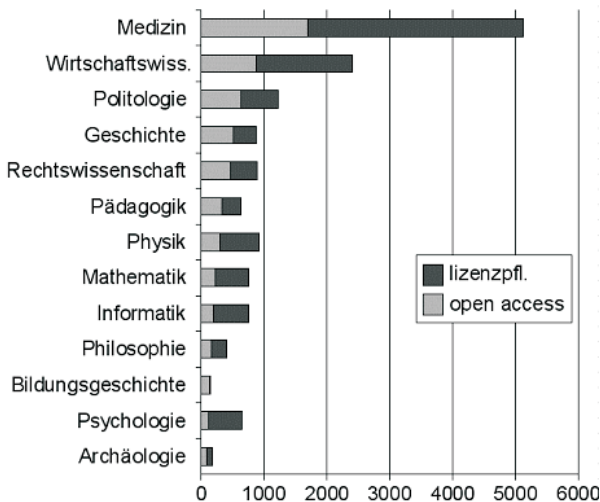 Medizin
Wirtschaftswiss.
Politologie
Geschichte
Rechtswissenschaft
Pädagogik
Physik
Mathematik
Informatik
Philosophie
Bildungsgeschichte
Psychologie
Archäologie
lizenzpfl.
open access
0 1000 2000 3000 4000 5000 6000